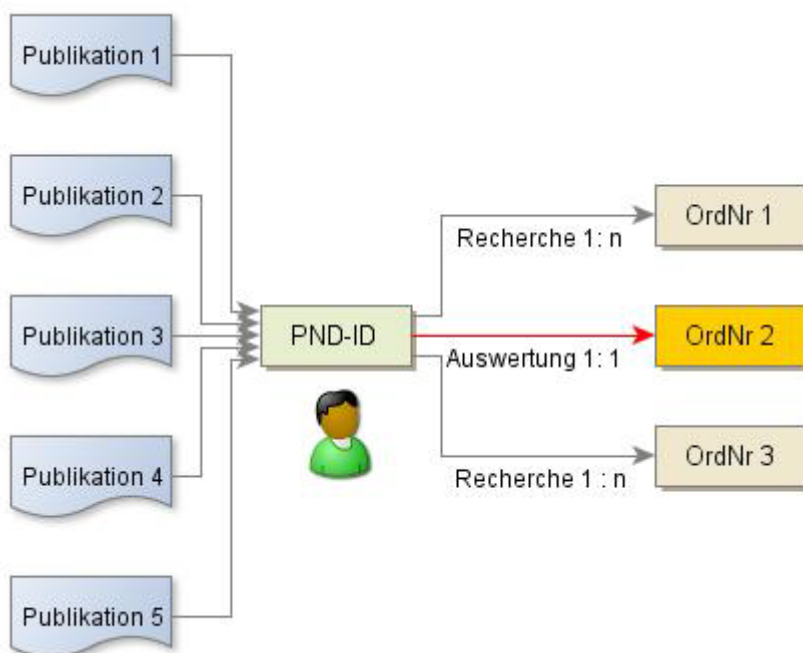 Publikation 1
Publikation 2
Publikation 3
Publikation 4
Publikation 5
PND-ID
Recherche 1: n
Auswertung 1: 1
Recherche 1 : n
OrdNr 1
OrdNr 2
OrdNr 3